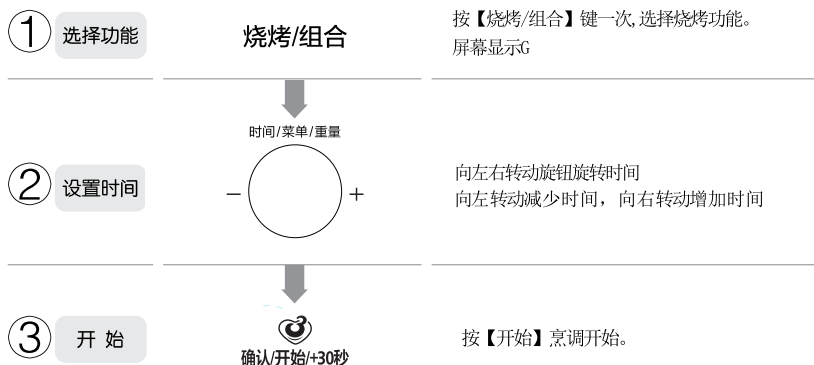 ① 选择功能
烧烤/组合
按【烧烤/组合】键一次,选择烧烤功能。
屏幕显示G
时间/菜单/重量
② 设置时间
− +
向左右转动旋钮旋转时间
向左转动减少时间，向右转动增加时间
③ 开 始
确认/开始/+30秒
按【开始】烹调开始。